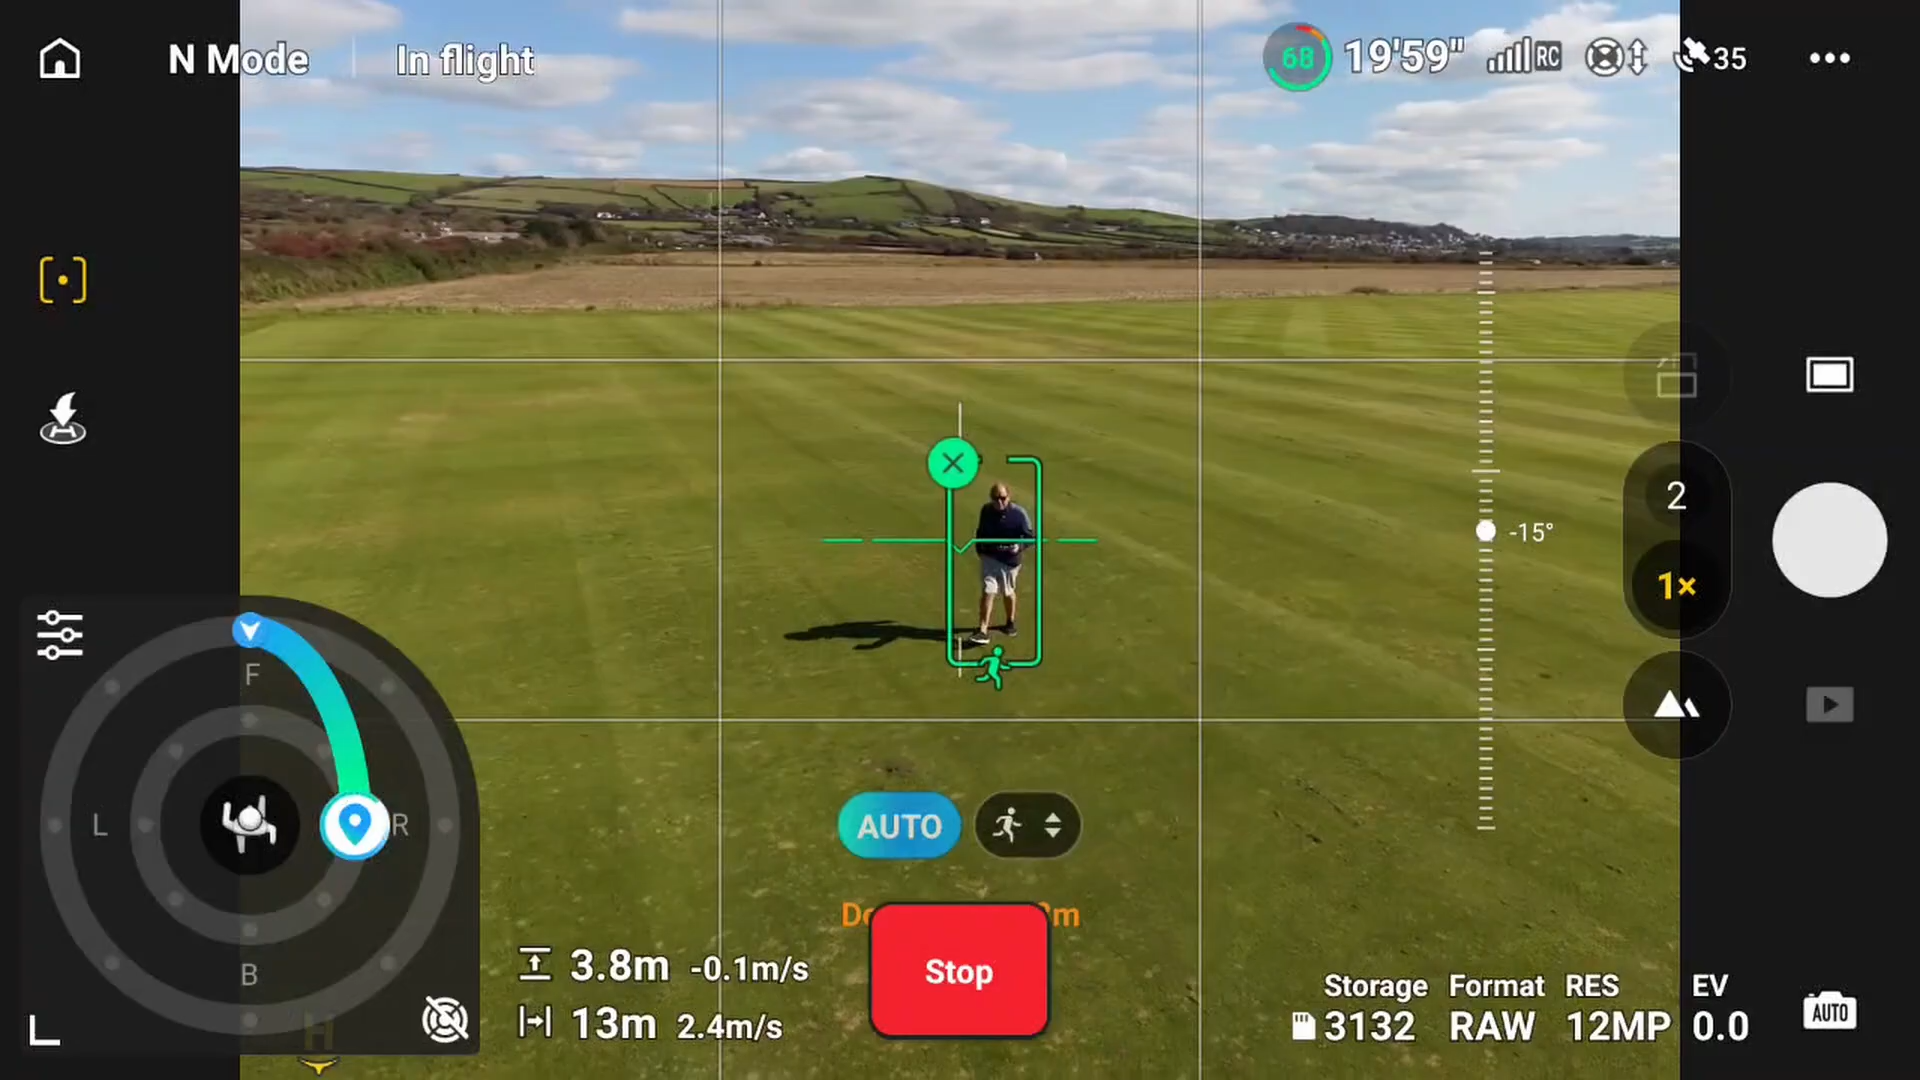 N Mode
In flight
68
19'59"
RC
35
2
-15°
1×
F
L
R
B
H
AUTO
Stop
3.8m
-0.1m/s
13m
2.4m/s
Storage
Format
RES
EV
3132
RAW
12MP
0.0
AUTO